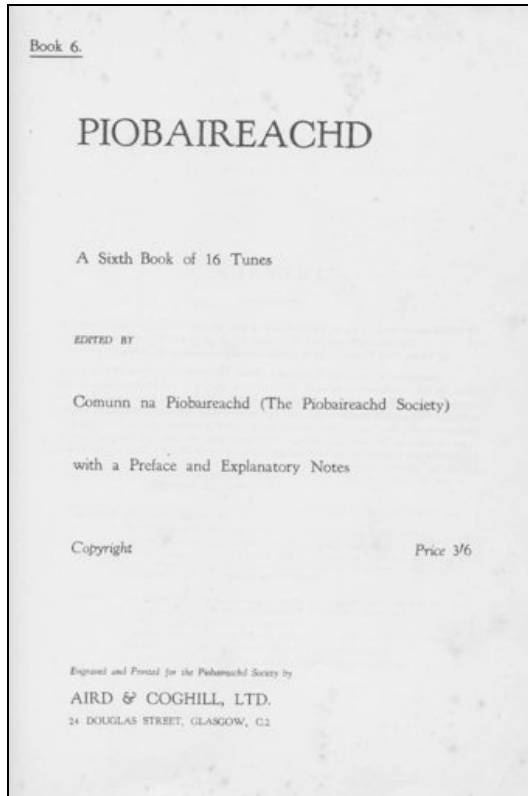 Book 6.
PIOBAIREACHD
A Sixth Book of 16 Tunes
EDITED BY
Comunn na Piobaireachd (The Piobaireachd Society)
with a Preface and Explanatory Notes
Copyright Price 3/6
Engraved and Printed for the Piobaireachd Society by
AIRD & COGHILL, LTD.
24 DOUGLAS STREET, GLASGOW, C.2